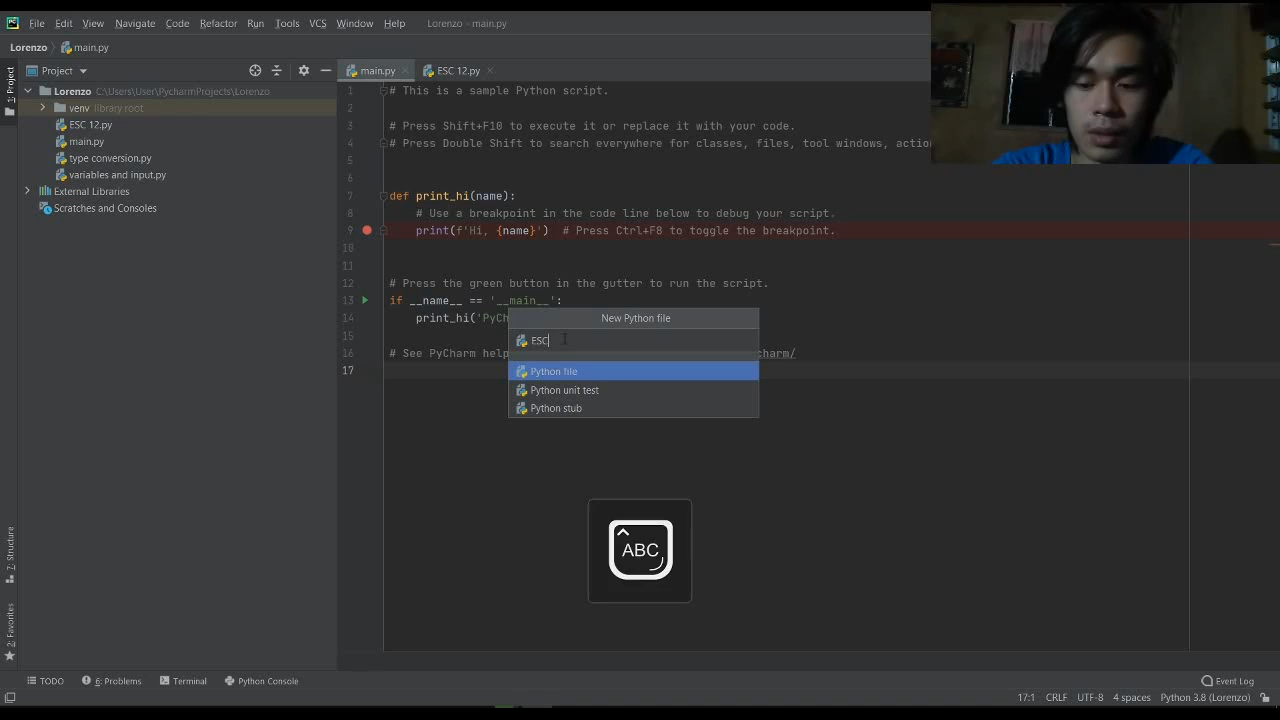 PC File Edit View Navigate Code Refactor Run Tools VCS Window Help Lorenzo - main.py
Lorenzo main.py
Project main.py ESC 12.py
1: Project
Lorenzo C:\Users\User\PycharmProjects\Lorenzo
venv library root
ESC 12.py
main.py
type conversion.py
variables and input.py
External Libraries
Scratches and Consoles
1 # This is a sample Python script.
2
3 # Press Shift+F10 to execute it or replace it with your code.
4 # Press Double Shift to search everywhere for classes, files, tool windows, action
5
6
7 def print_hi(name):
8 # Use a breakpoint in the code line below to debug your script.
9 print(f'Hi, {name}') # Press Ctrl+F8 to toggle the breakpoint.
10
11
12 # Press the green button in the gutter to run the script.
13 if __name__ == '__main__':
14 print_hi('PyCh
15
16 # See PyCharm help charm/
17
New Python file
ESC
Python file
Python unit test
Python stub
ABC
7: Structure
2: Favorites
TODO 6: Problems Terminal Python Console Event Log
17:1 CRLF UTF-8 4 spaces Python 3.8 (Lorenzo)